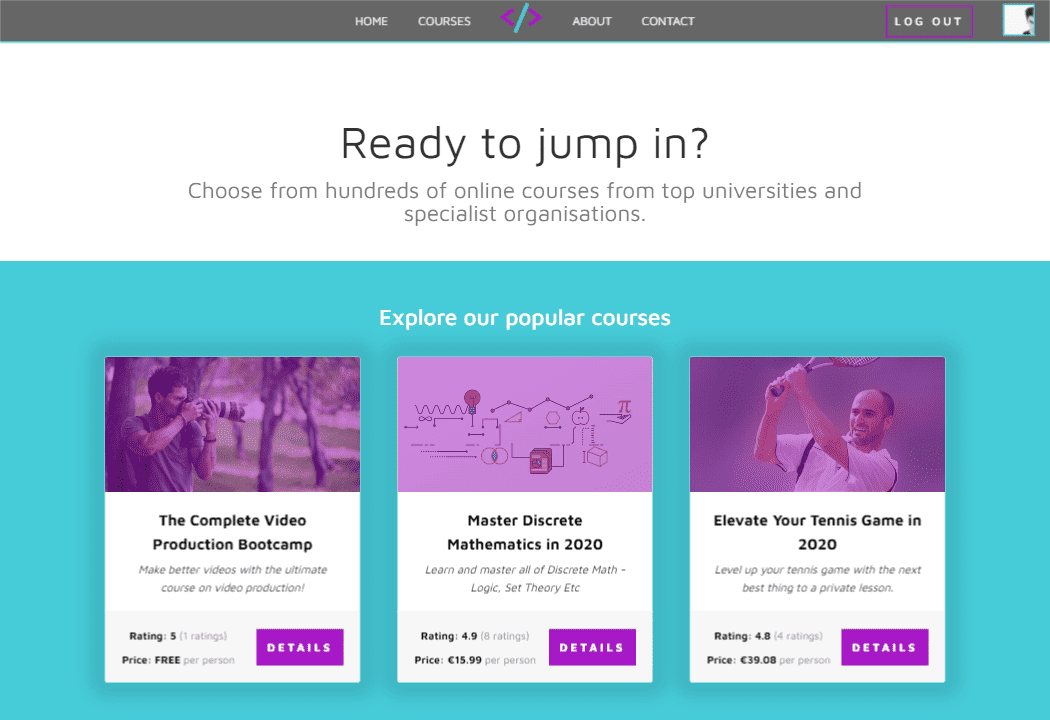 HOME COURSES </> ABOUT CONTACT LOG OUT
Ready to jump in?
Choose from hundreds of online courses from top universities and
specialist organisations.
Explore our popular courses
π
The Complete Video
Production Bootcamp
Make better videos with the ultimate
course on video production!
Rating: 5 (1 ratings)
Price: FREE per person
DETAILS
Master Discrete
Mathematics in 2020
Learn and master all of Discrete Math -
Logic, Set Theory Etc
Rating: 4.9 (8 ratings)
Price: €15.99 per person
DETAILS
Elevate Your Tennis Game in
2020
Level up your tennis game with the next
best thing to a private lesson.
Rating: 4.8 (4 ratings)
Price: €39.08 per person
DETAILS